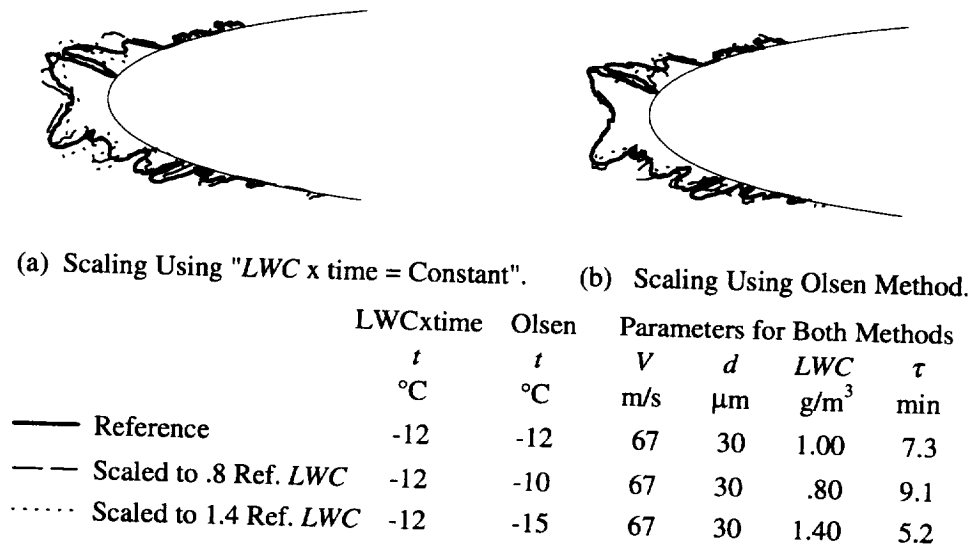 (a) Scaling Using "LWC x time = Constant".
(b) Scaling Using Olsen Method.
LWCxtime Olsen Parameters for Both Methods
t t V d LWC τ
°C °C m/s μm g/m³ min
Reference -12 -12 67 30 1.00 7.3
Scaled to .8 Ref. LWC -12 -10 67 30 .80 9.1
Scaled to 1.4 Ref. LWC -12 -15 67 30 1.40 5.2